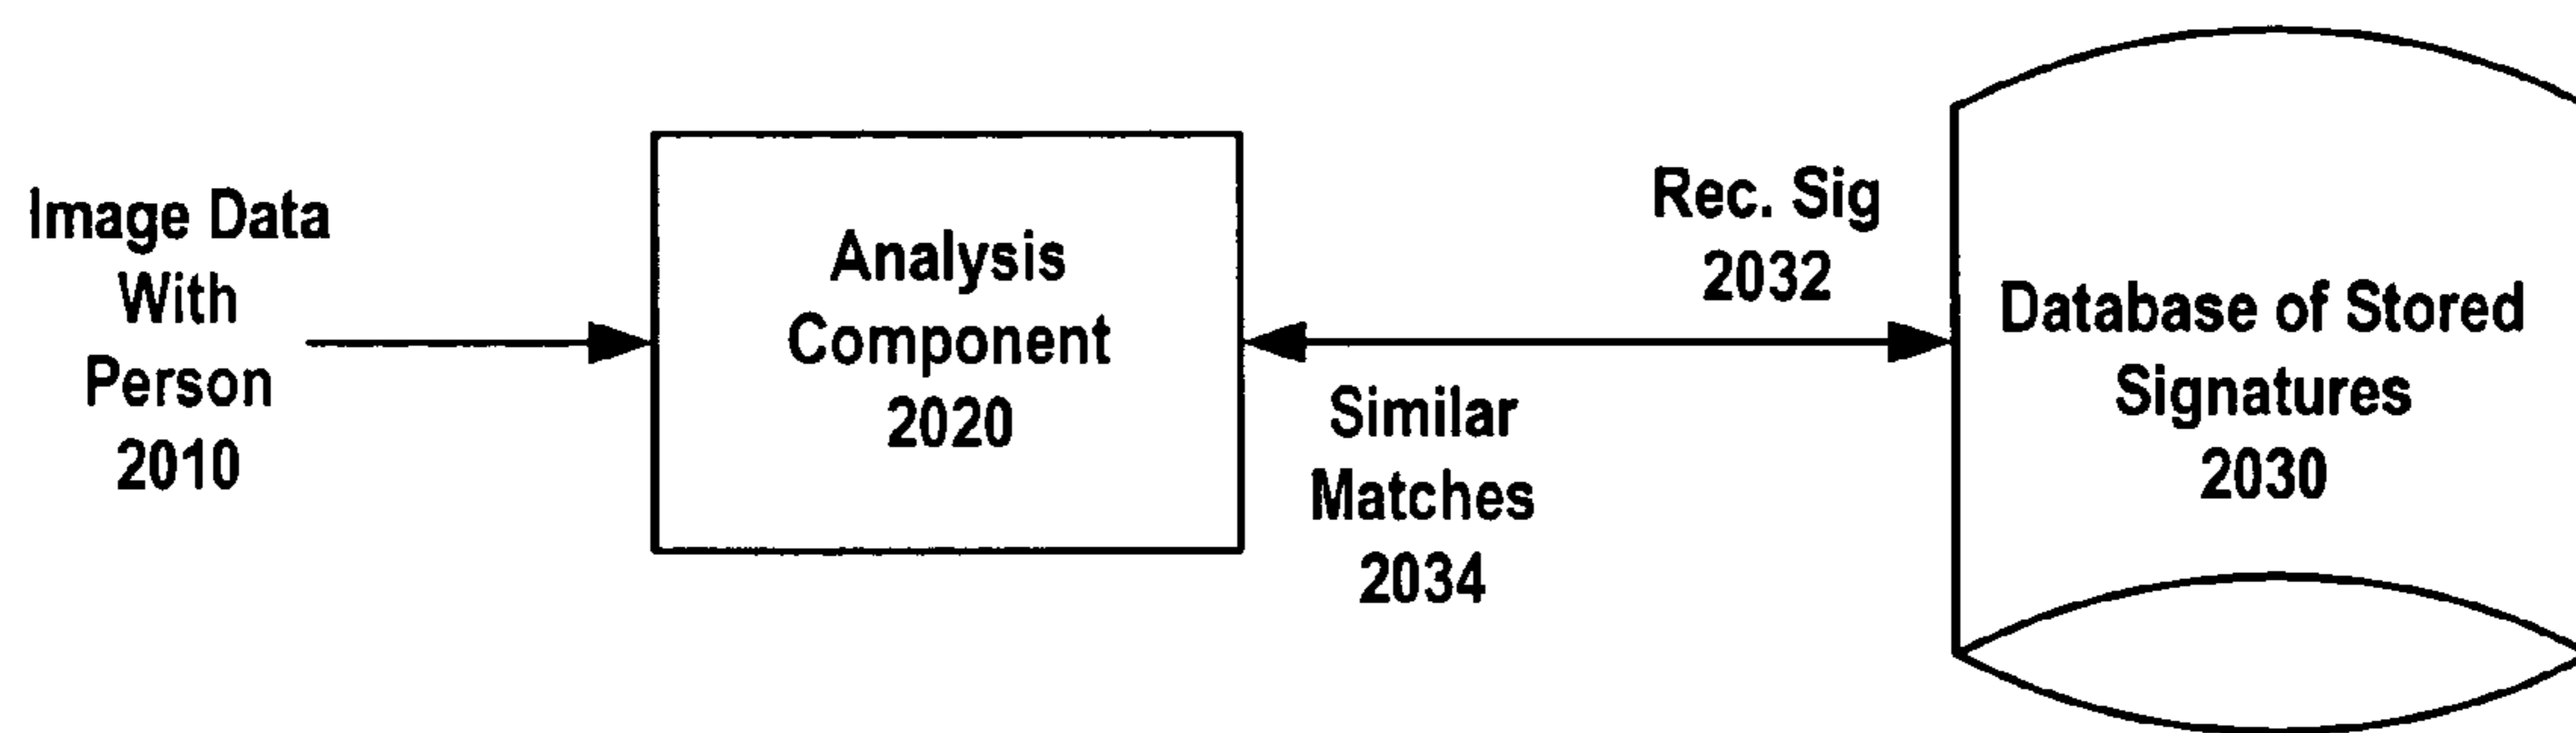 Image Data
With
Person
2010
Analysis
Component
2020
Rec. Sig
2032
Similar
Matches
2034
Database of Stored
Signatures
2030